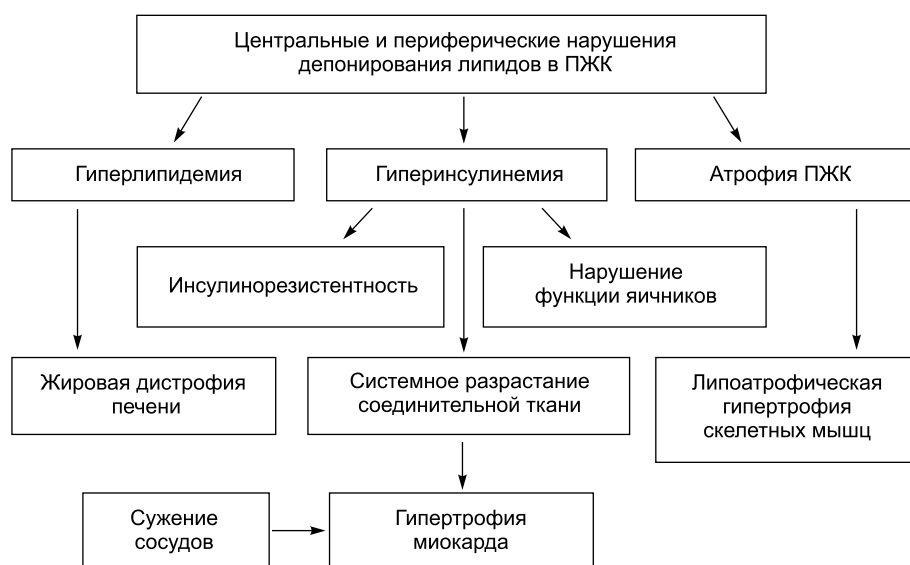 Центральные и периферические нарушения
депонирования липидов в ПЖК
Гиперлипидемия
Гиперинсулинемия
Атрофия ПЖК
Инсулинорезистентность
Нарушение
функции яичников
Жировая дистрофия
печени
Системное разрастание
соединительной ткани
Липоатрофическая
гипертрофия
скелетных мышц
Сужение
сосудов
Гипертрофия
миокарда